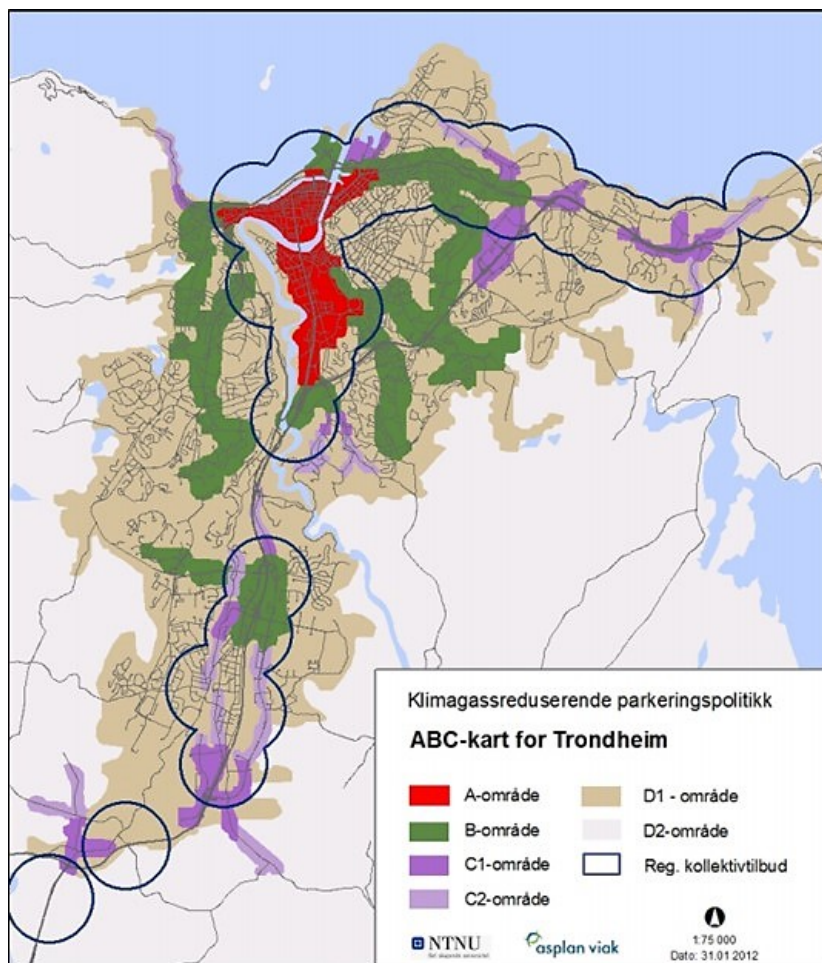 Klimagassreduserende parkeringspolitikk
ABC-kart for Trondheim
A-område
B-område
C1-område
C2-område
D1 - område
D2-område
Reg. kollektivtilbud
NTNU
asplan viak
1:75 000
Dato: 31.01 2012